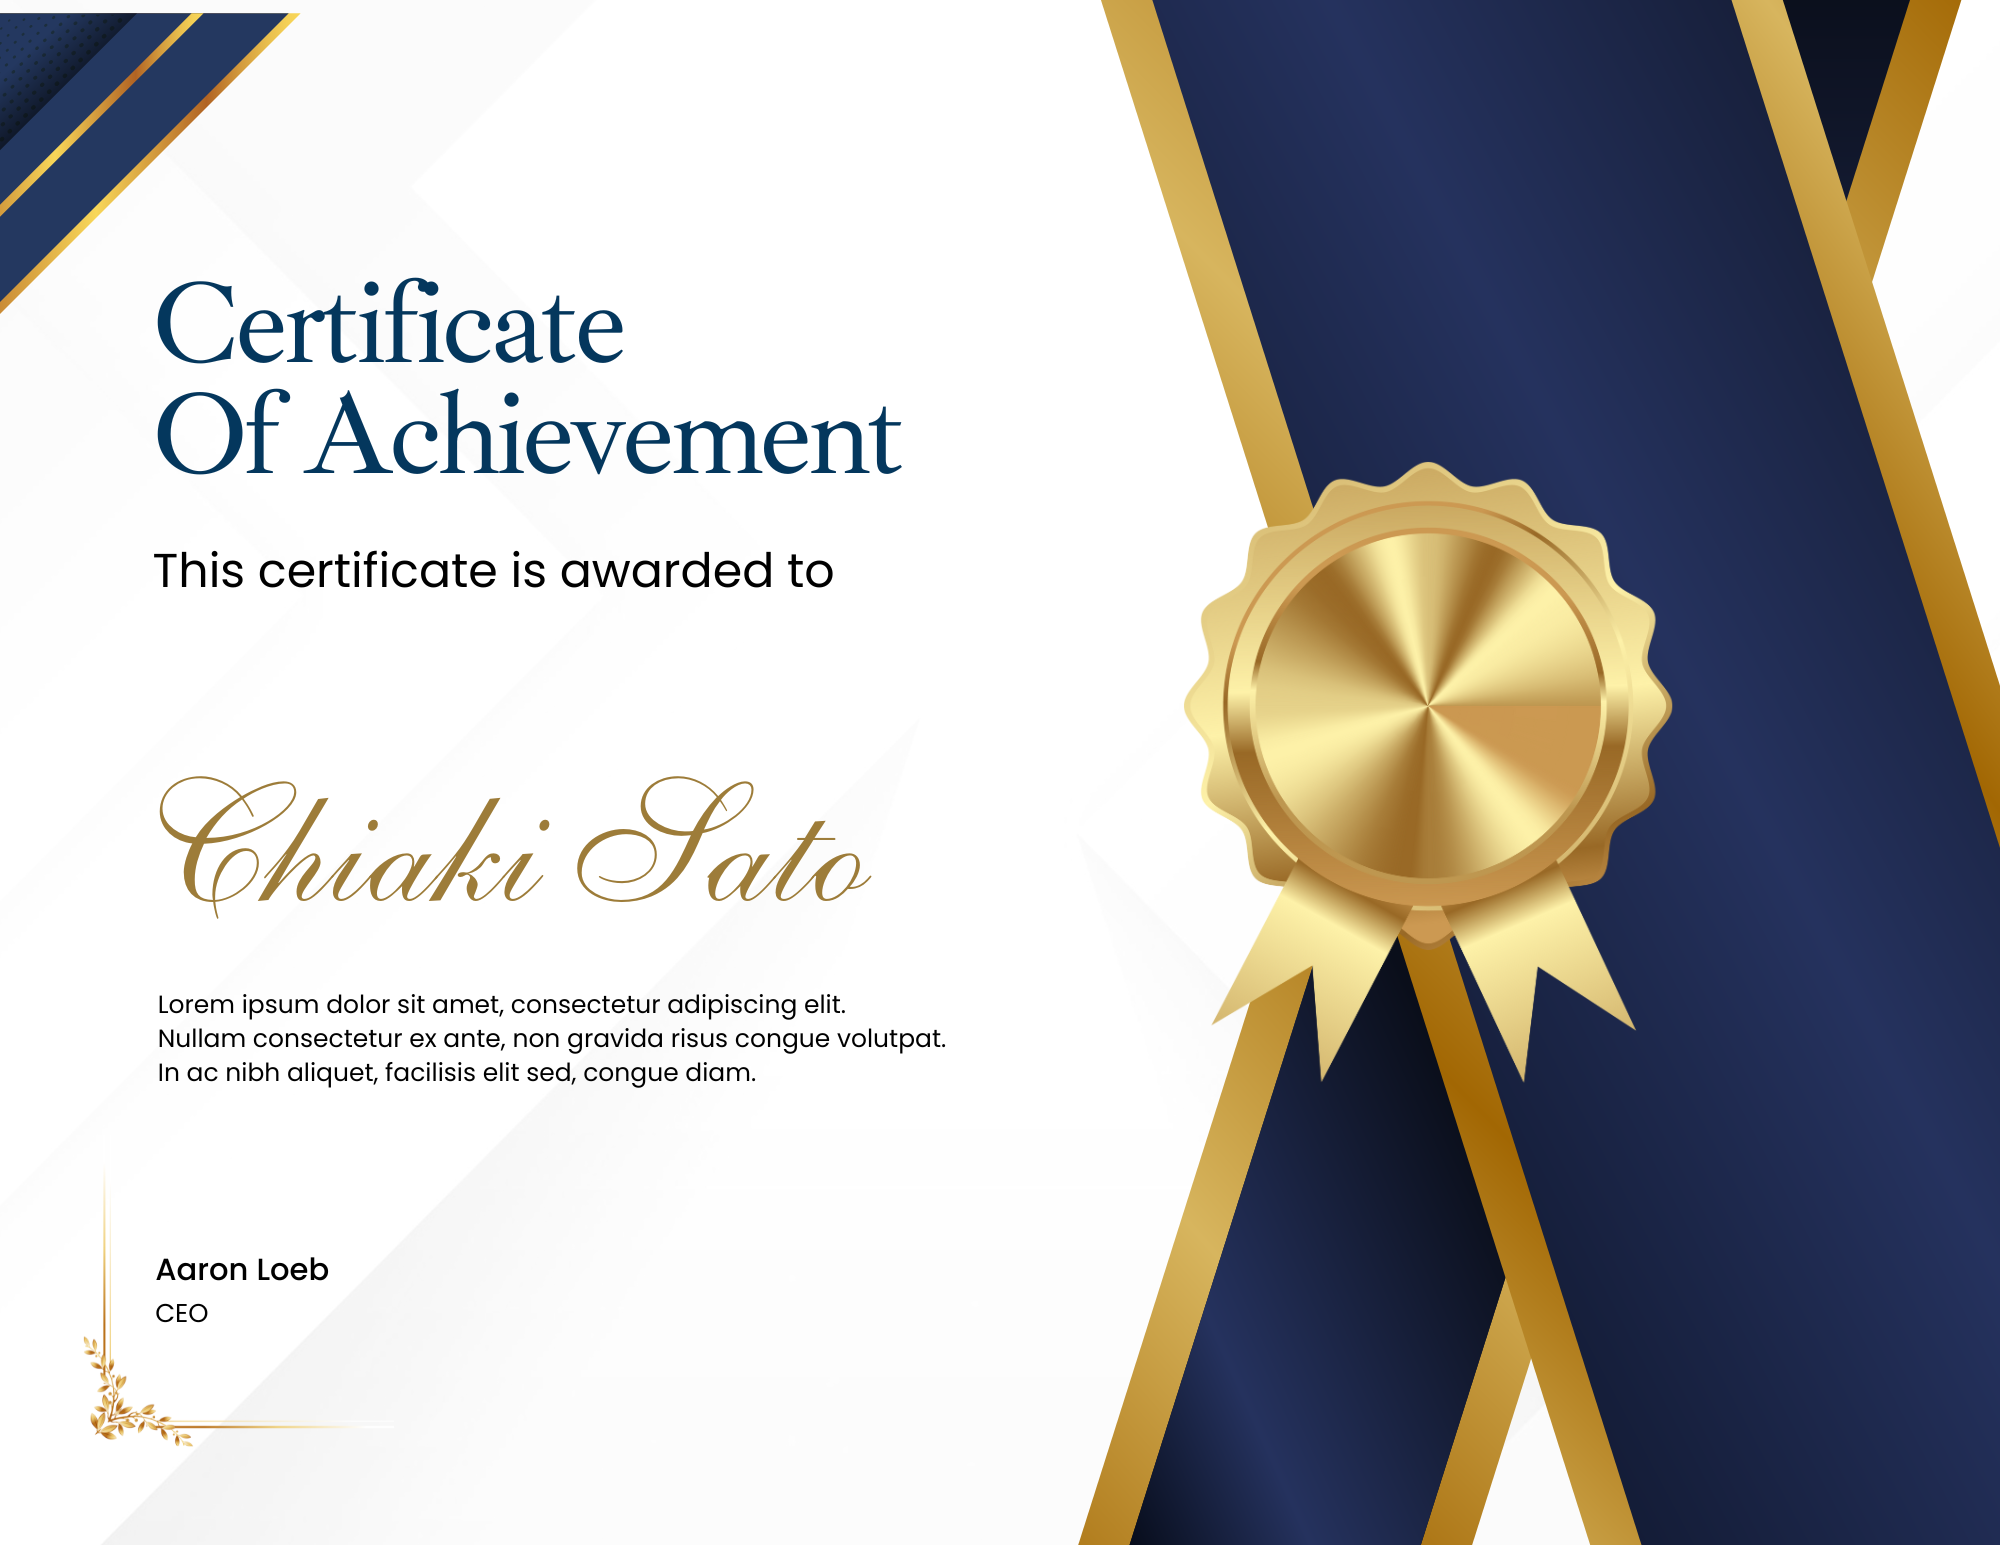 Certificate
Of Achievement
This certificate is awarded to
Chiaki Sato
Lorem ipsum dolor sit amet, consectetur adipiscing elit.
Nullam consectetur ex ante, non gravida risus congue volutpat.
In ac nibh aliquet, facilisis elit sed, congue diam.
Aaron Loeb
CEO